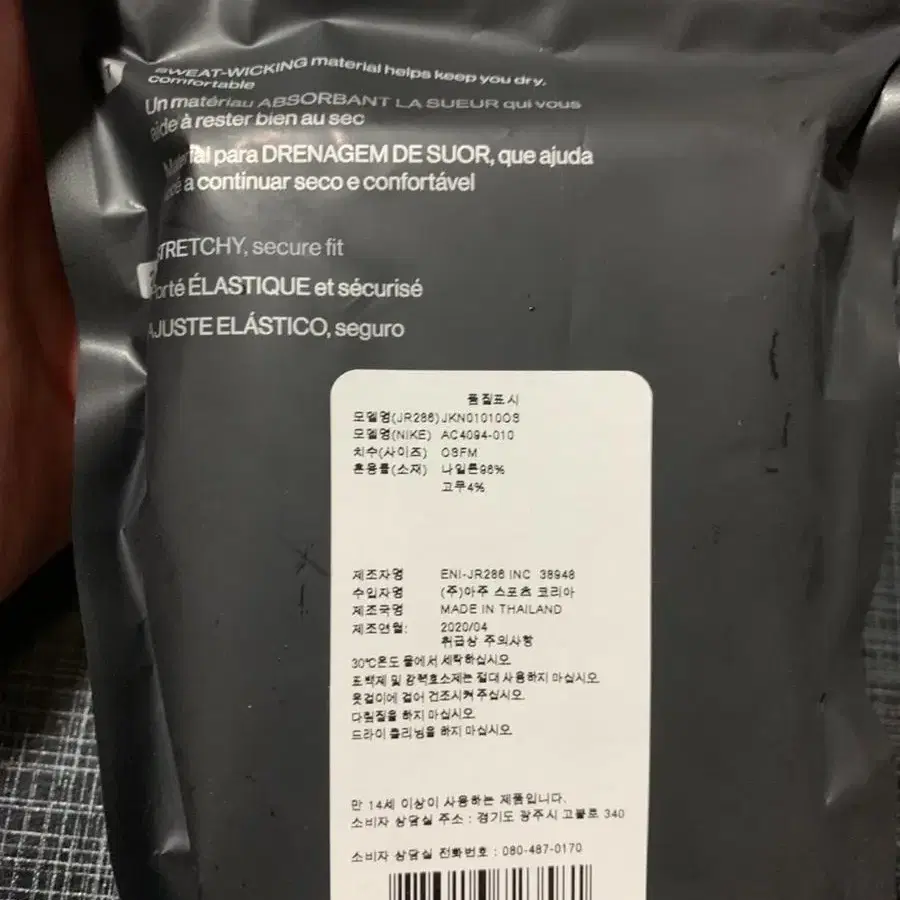 SWEAT-WICKING material helps keep you dry,
comfortable
Un matériau ABSORBANT LA SUEUR qui vous
aide à rester bien au sec
Material para DRENAGEM DE SUOR, que ajuda
você a continuar seco e confortável
STRETCHY, secure fit
Porté ÉLASTIQUE et sécurisé
AJUSTE ELÁSTICO, seguro
품질표시
모델명(JR286) JKN01010OS
모델명(NIKE) AC4094-010
치수(사이즈) OSFM
혼용률(소재) 나일론96%
고무4%
제조자명 ENI-JR286 INC 38948
수입자명 (주)아주 스포츠 코리아
제조국명 MADE IN THAILAND
제조연월: 2020/04
취급상 주의사항
30℃온도 물에서 세탁하십시오.
표백제 및 강력효소제는 절대 사용하지 마십시오.
옷걸이에 걸어 건조시켜 주십시오.
다림질을 하지 마십시오.
드라이 클리닝을 하지 마십시오.
만 14세 이상이 사용하는 제품입니다.
소비자 상담실 주소 : 경기도 광주시 고불로 340
소비자 상담실 전화번호 : 080-487-0170